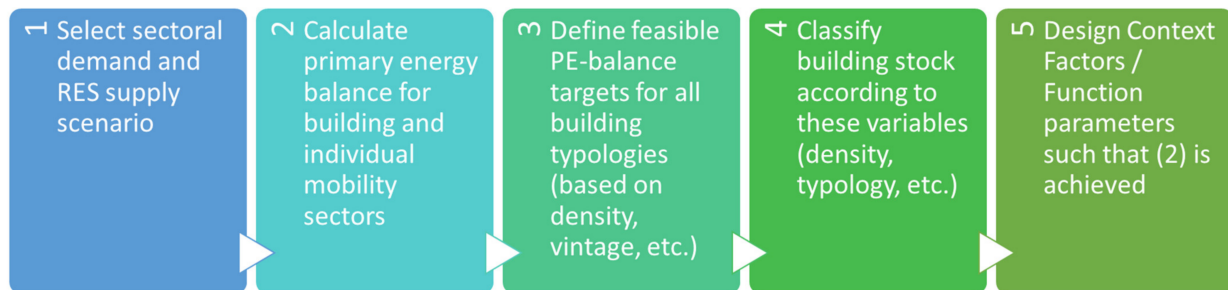 1
Select sectoral
demand and
RES supply
scenario
2
Calculate
primary energy
balance for
building and
individual
mobility
sectors
3
Define feasible
PE-balance
targets for all
building
typologies
(based on
density,
vintage, etc.)
4
Classify
building stock
according to
these variables
(density,
typology, etc.)
5
Design Context
Factors /
Function
parameters
such that (2) is
achieved